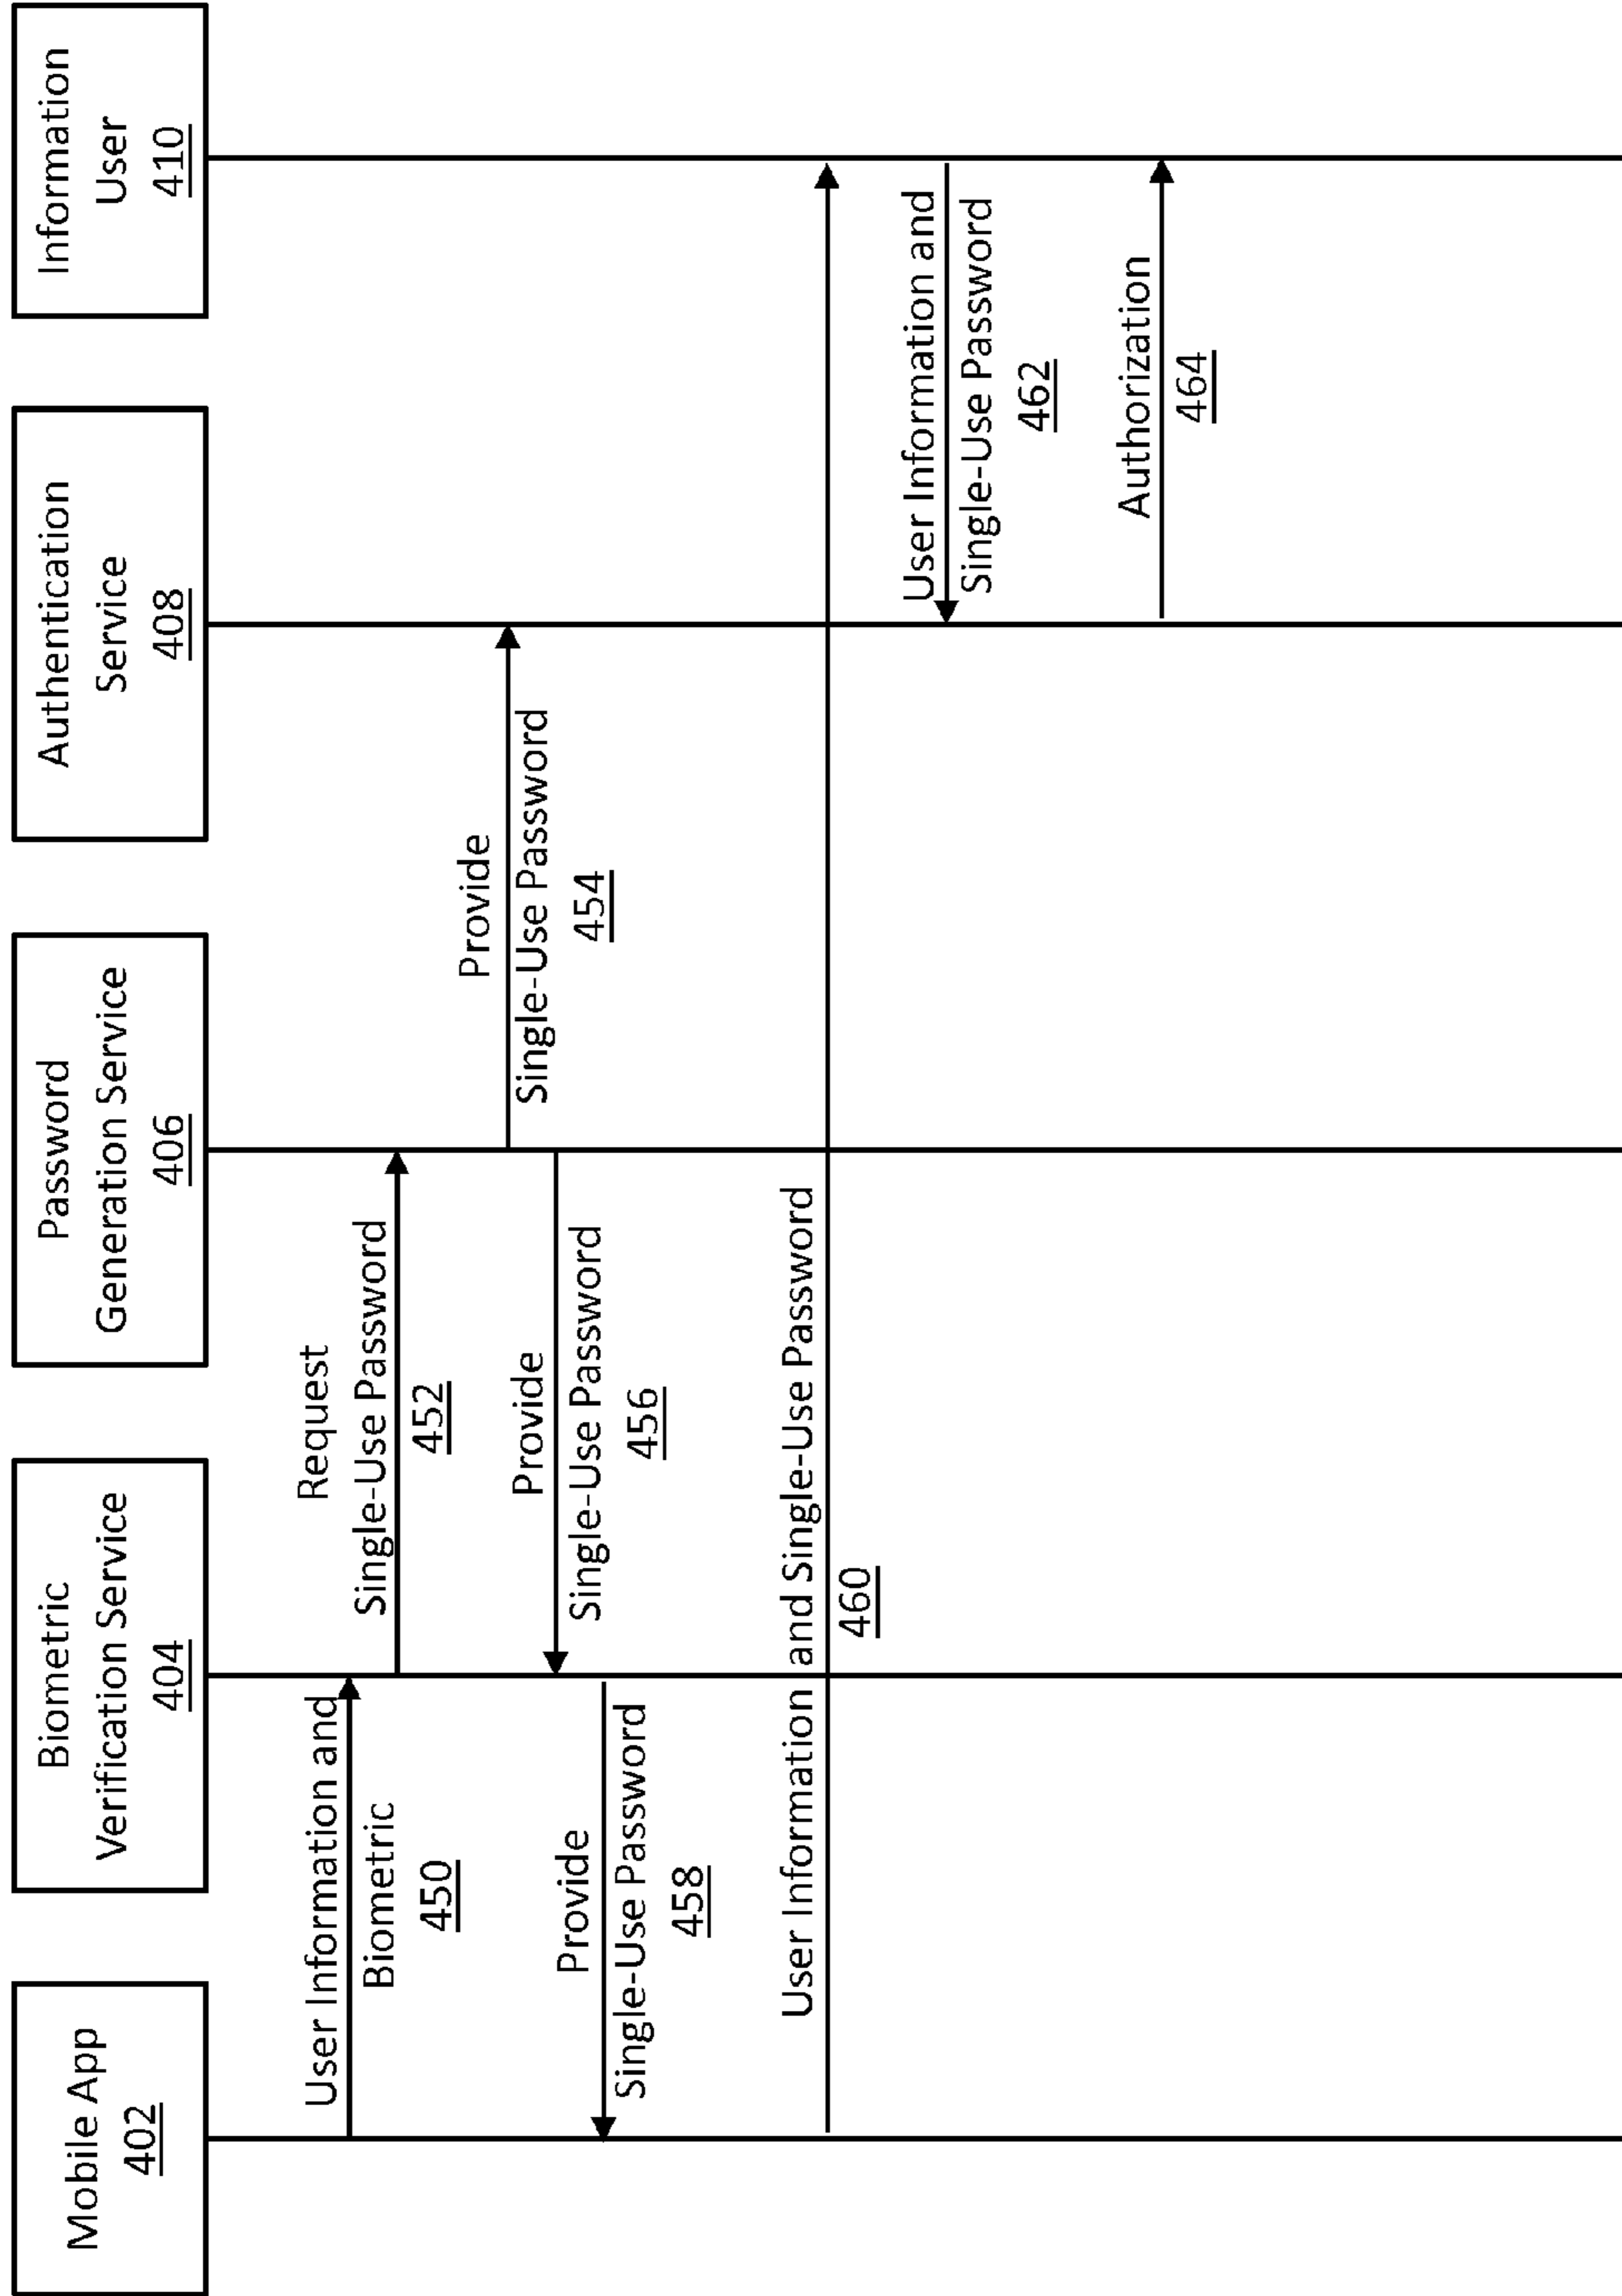 Mobile App
402
Biometric
Verification Service
404
Password
Generation Service
406
Authentication
Service
408
Information
User
410
User Information and
Biometric
450
Request
Single-Use Password
452
Provide
Single-Use Password
454
Provide
Single-Use Password
456
Provide
Single-Use Password
458
User Information and Single-Use Password
460
User Information and
Single-Use Password
462
Authorization
464